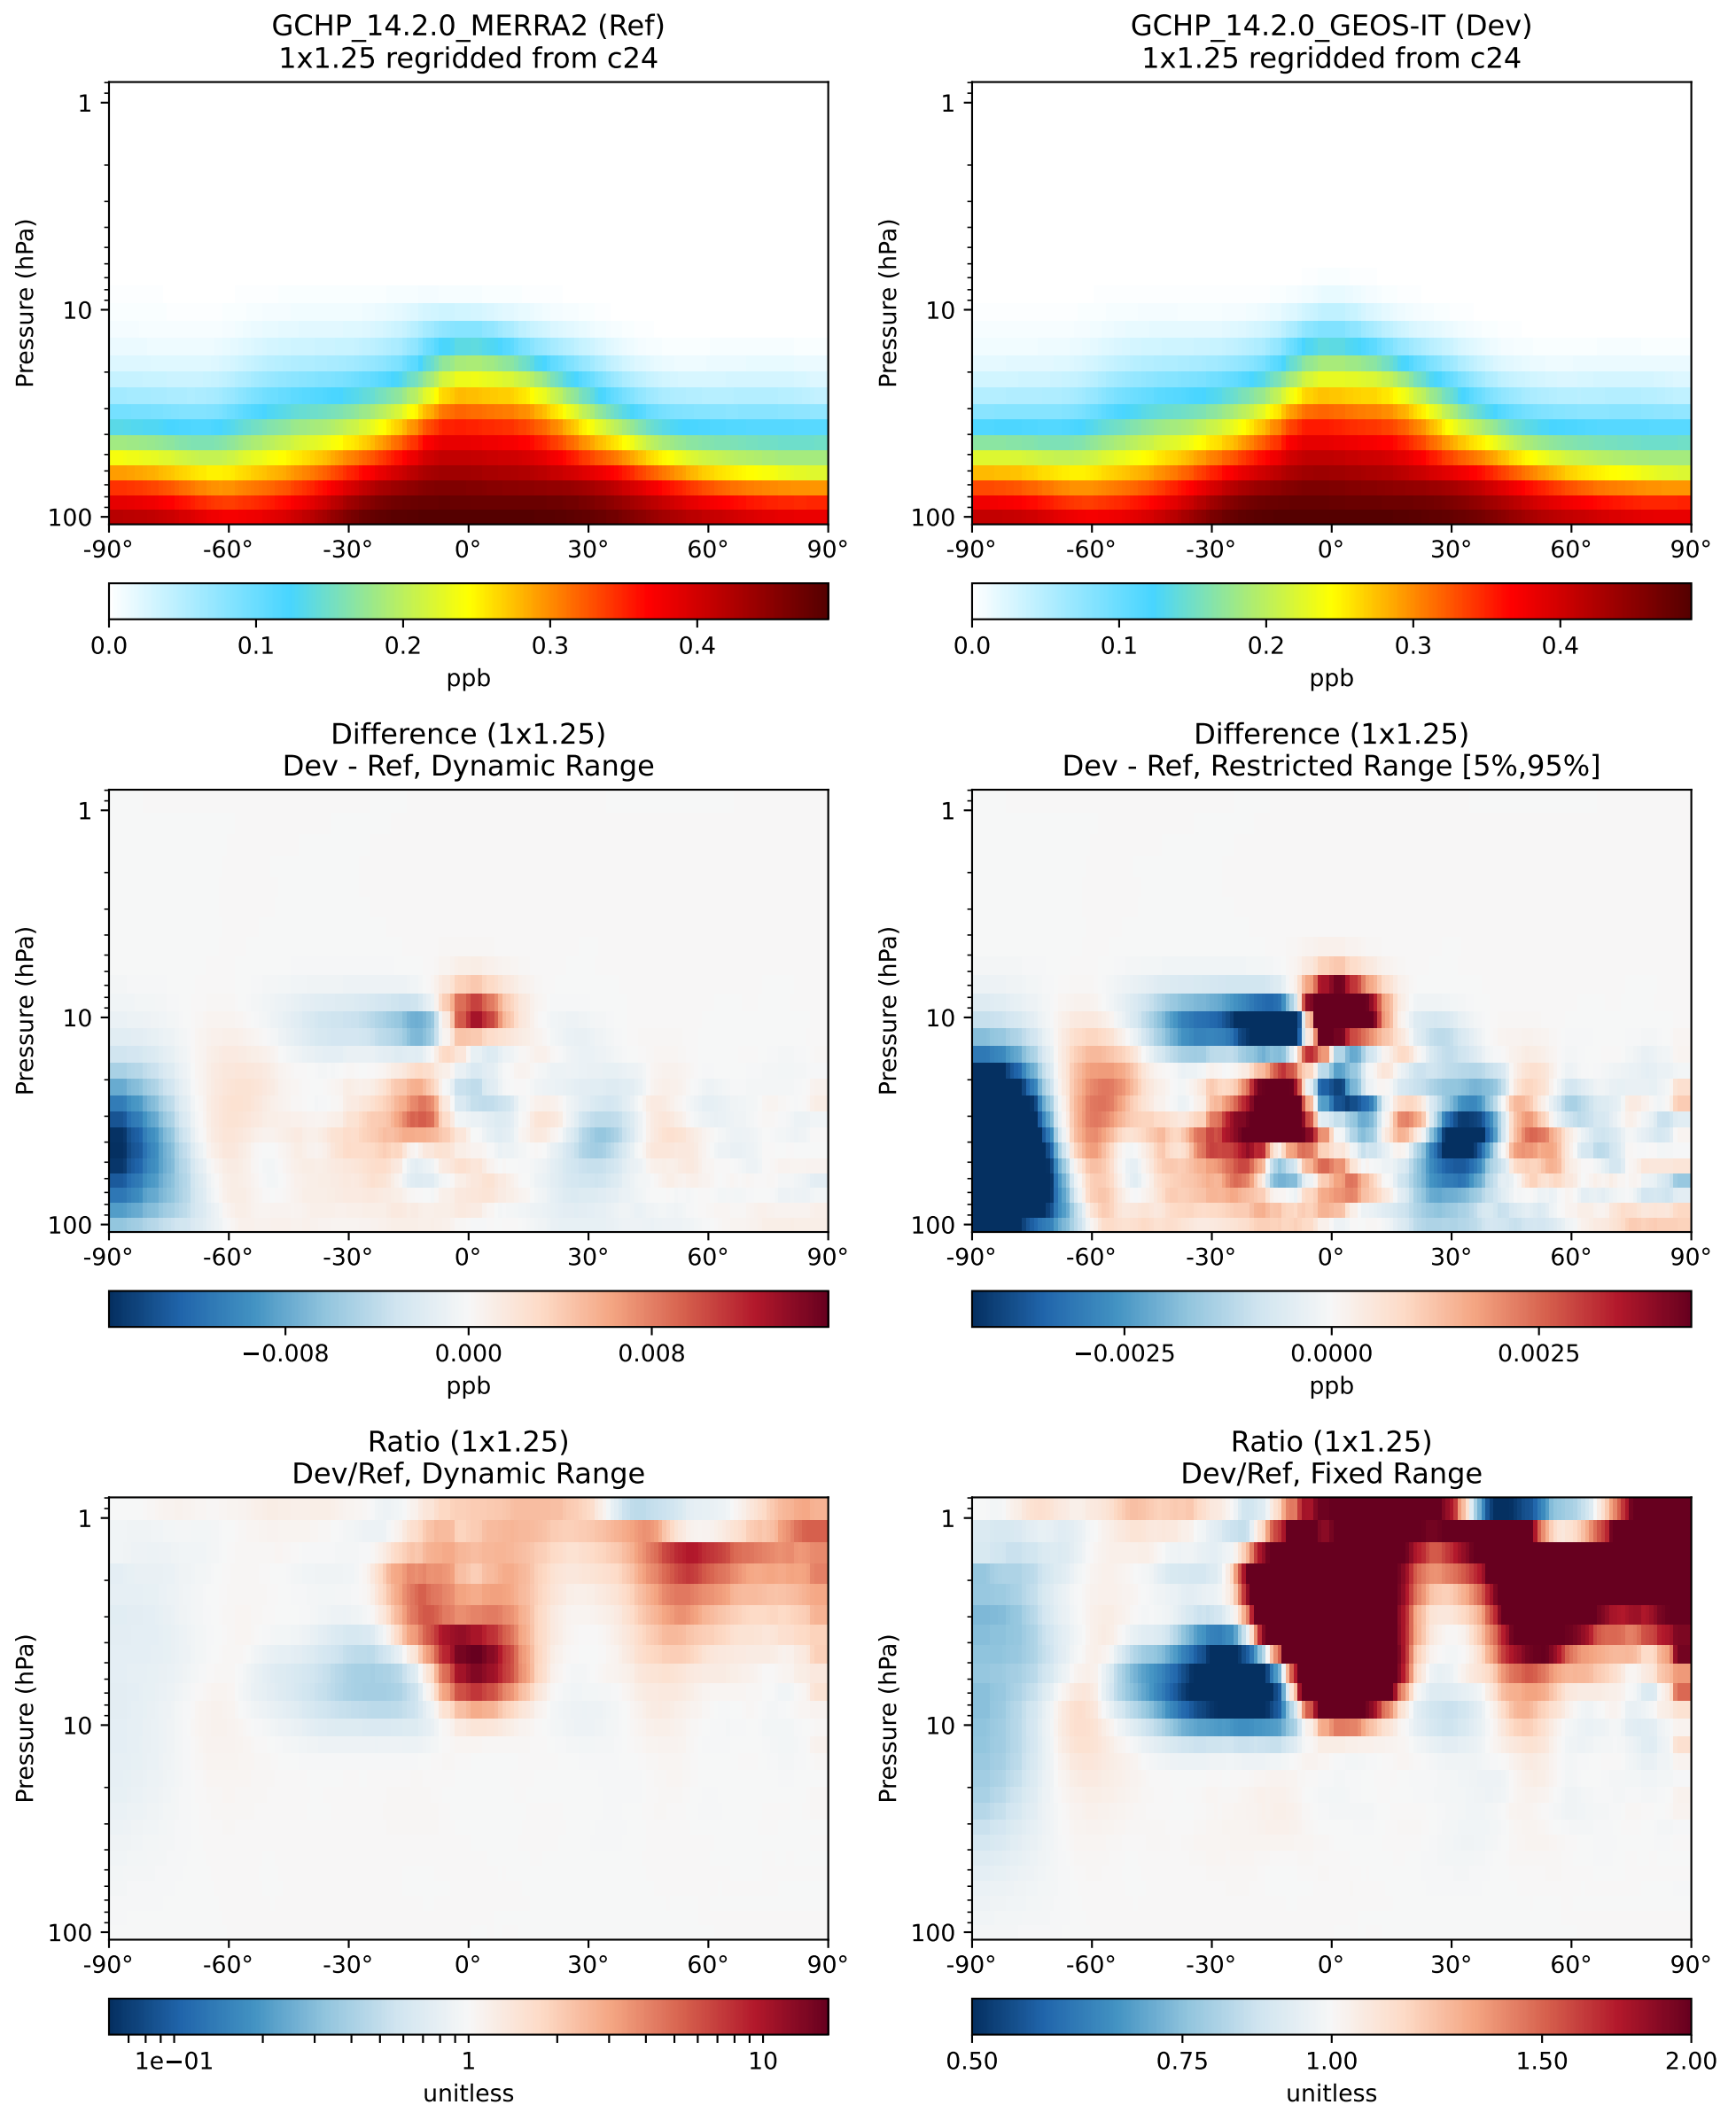 GCHP_14.2.0_MERRA2 (Ref)
1x1.25 regridded from c24
GCHP_14.2.0_GEOS-IT (Dev)
1x1.25 regridded from c24
Pressure (hPa)
1
10
100
-90° -60° -30° 0° 30° 60° 90°
0.0 0.1 0.2 0.3 0.4
ppb
Pressure (hPa)
1
10
100
-90° -60° -30° 0° 30° 60° 90°
0.0 0.1 0.2 0.3 0.4
ppb
Difference (1x1.25)
Dev - Ref, Dynamic Range
Difference (1x1.25)
Dev - Ref, Restricted Range [5%,95%]
Pressure (hPa)
1
10
100
-90° -60° -30° 0° 30° 60° 90°
−0.008 0.000 0.008
ppb
Pressure (hPa)
1
10
100
-90° -60° -30° 0° 30° 60° 90°
−0.0025 0.0000 0.0025
ppb
Ratio (1x1.25)
Dev/Ref, Dynamic Range
Ratio (1x1.25)
Dev/Ref, Fixed Range
Pressure (hPa)
1
10
100
-90° -60° -30° 0° 30° 60° 90°
1e−01 1 10
unitless
Pressure (hPa)
1
10
100
-90° -60° -30° 0° 30° 60° 90°
0.50 0.75 1.00 1.50 2.00
unitless